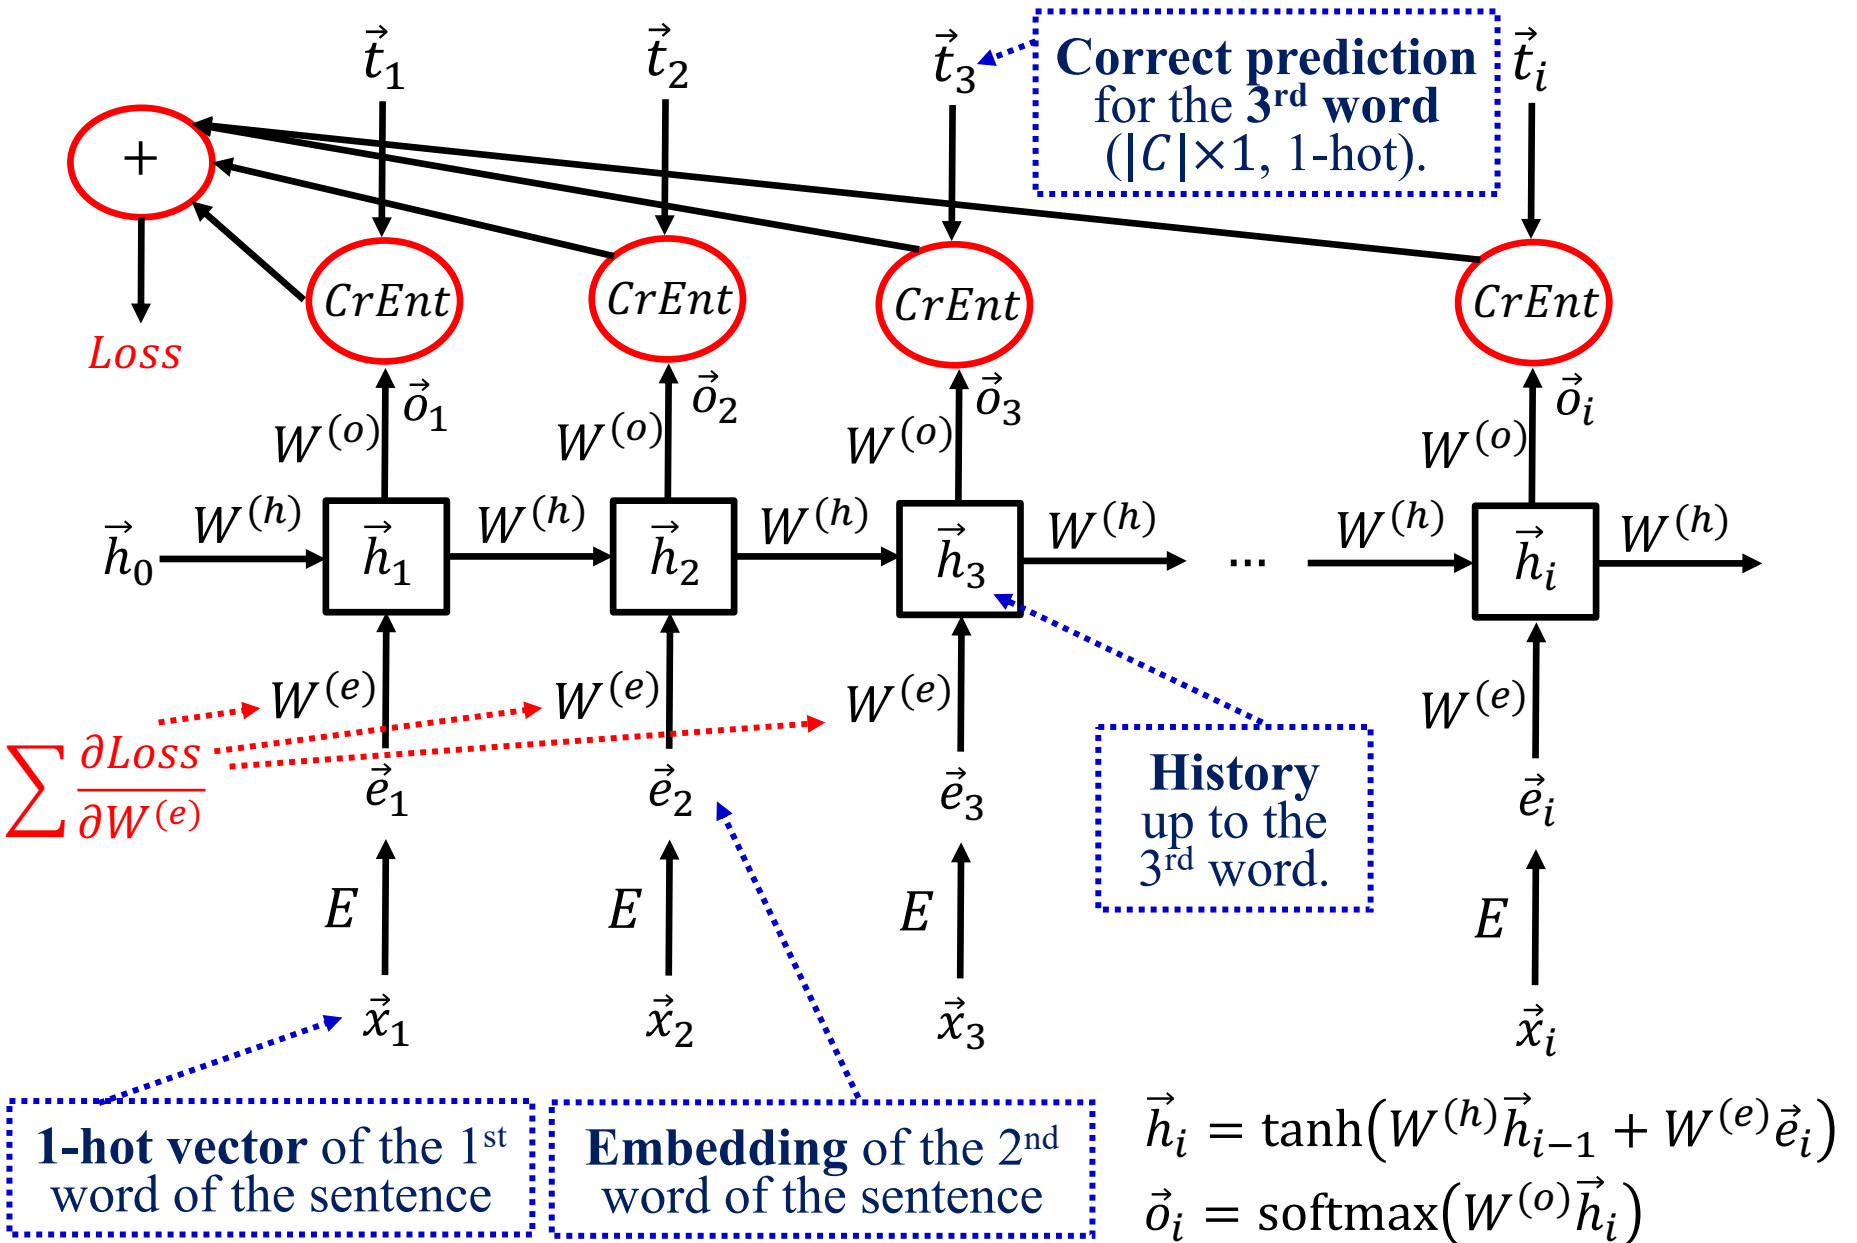 t⃗₁ t⃗₂ t⃗₃ t⃗ᵢ
Correct prediction
for the 3rd word
(|C|×1, 1-hot).
+
CrEnt CrEnt CrEnt CrEnt
Loss
o⃗₁ o⃗₂ o⃗₃ o⃗ᵢ
W⁽ᵒ⁾ W⁽ᵒ⁾ W⁽ᵒ⁾ W⁽ᵒ⁾
W⁽ʰ⁾ W⁽ʰ⁾ W⁽ʰ⁾ W⁽ʰ⁾ W⁽ʰ⁾ W⁽ʰ⁾
h⃗₀ h⃗₁ h⃗₂ h⃗₃ ... h⃗ᵢ
W⁽ᵉ⁾ W⁽ᵉ⁾ W⁽ᵉ⁾ W⁽ᵉ⁾
∑ ∂Loss
∂W⁽ᵉ⁾
e⃗₁ e⃗₂ e⃗₃ e⃗ᵢ
History
up to the
3rd word.
E E E E
x⃗₁ x⃗₂ x⃗₃ x⃗ᵢ
1-hot vector of the 1st
word of the sentence
Embedding of the 2nd
word of the sentence
h⃗ᵢ = tanh(W⁽ʰ⁾h⃗ᵢ₋₁ + W⁽ᵉ⁾e⃗ᵢ)
o⃗ᵢ = softmax(W⁽ᵒ⁾h⃗ᵢ)